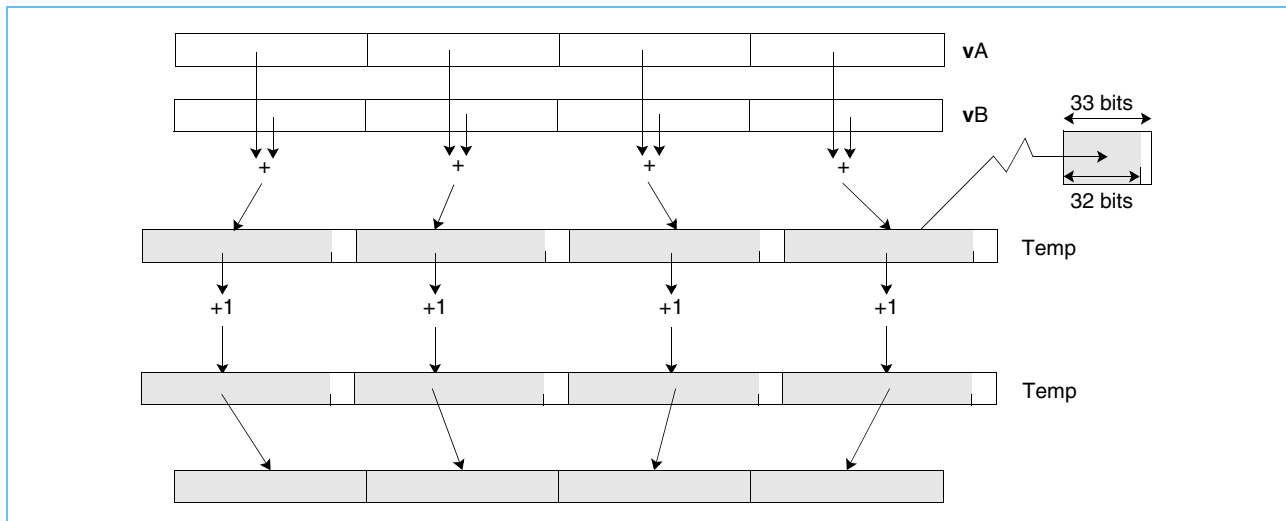 vA
vB
33 bits
+ + + +
32 bits
Temp
+1 +1 +1 +1
Temp